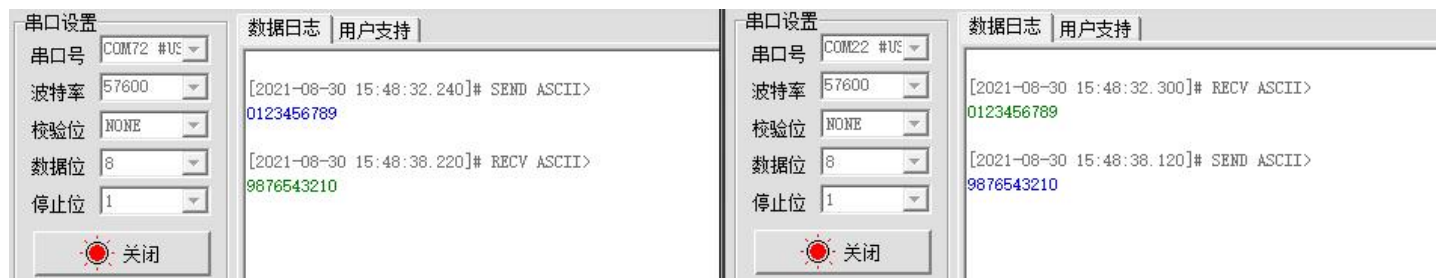 串口设置
串口号 COM72 #US
波特率 57600
校验位 NONE
数据位 8
停止位 1
关闭
数据日志 用户支持
[2021-08-30 15:48:32.240]# SEND ASCII>
0123456789
[2021-08-30 15:48:38.220]# RECV ASCII>
9876543210
串口设置
串口号 COM22 #US
波特率 57600
校验位 NONE
数据位 8
停止位 1
关闭
数据日志 用户支持
[2021-08-30 15:48:32.300]# RECV ASCII>
0123456789
[2021-08-30 15:48:38.120]# SEND ASCII>
9876543210